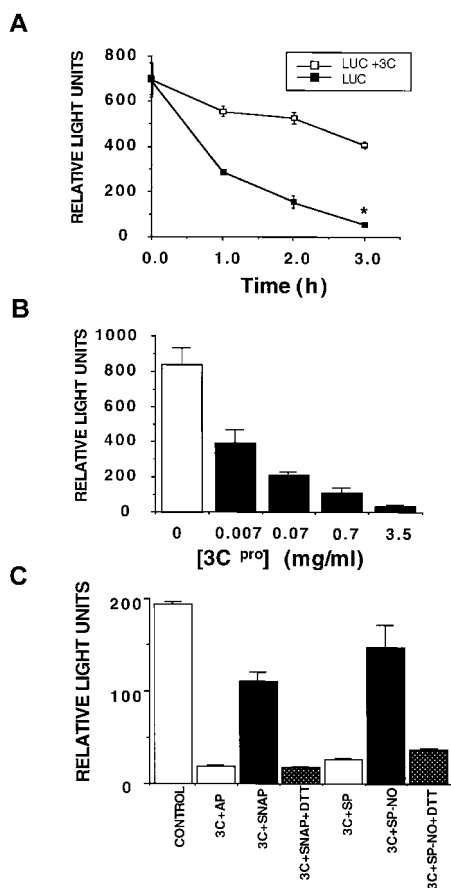 A
RELATIVE LIGHT UNITS
800
600
400
200
0
LUC +3C
LUC
*
0.0 1.0 2.0 3.0
Time (h)
B
RELATIVE LIGHT UNITS
1000
800
600
400
200
0
0 0.007 0.07 0.7 3.5
[3C pro] (mg/ml)
C
RELATIVE LIGHT UNITS
200
100
0
CONTROL
3C+AP
3C+SNAP
3C+SNAP+DTT
3C+SP
3C+SP-NO
3C+SP-NO+DTT